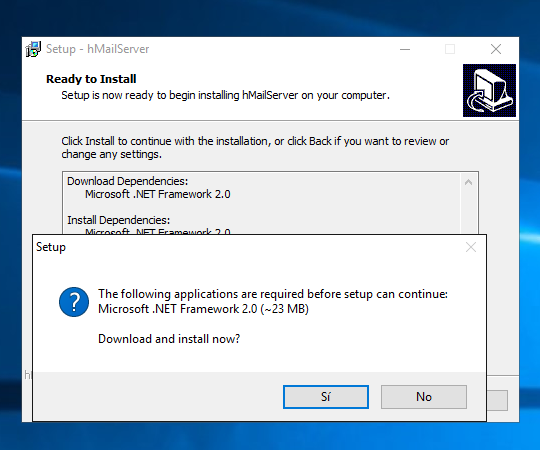 Setup - hMailServer
Ready to Install
Setup is now ready to begin installing hMailServer on your computer.
Click Install to continue with the installation, or click Back if you want to review or
change any settings.
Download Dependencies:
Microsoft .NET Framework 2.0
Install Dependencies:
Microsoft .NET Framework 2.0
Setup
The following applications are required before setup can continue:
Microsoft .NET Framework 2.0 (~23 MB)
Download and install now?
Sí
No